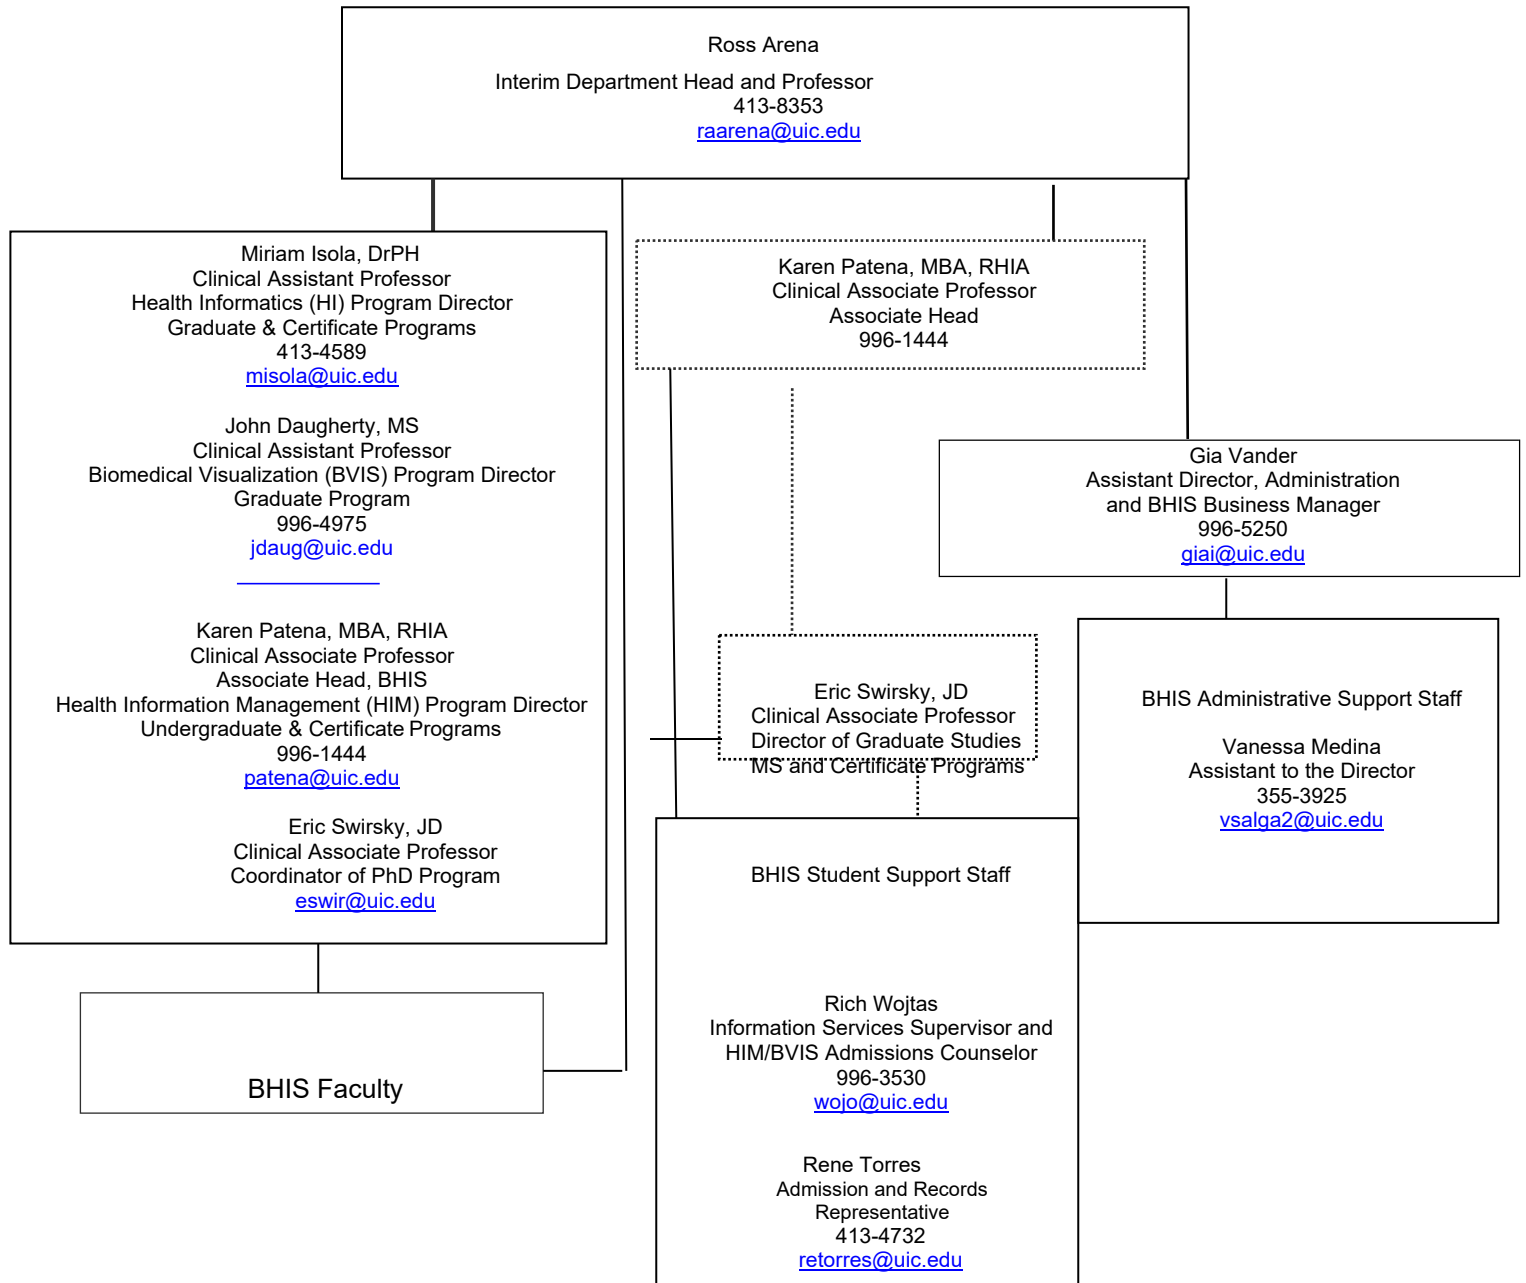 Ross Arena
Interim Department Head and Professor
413-8353
raarena@uic.edu
Miriam Isola, DrPH
Clinical Assistant Professor
Health Informatics (HI) Program Director
Graduate & Certificate Programs
413-4589
misola@uic.edu
John Daugherty, MS
Clinical Assistant Professor
Biomedical Visualization (BVIS) Program Director
Graduate Program
996-4975
jdaug@uic.edu
Karen Patena, MBA, RHIA
Clinical Associate Professor
Associate Head, BHIS
Health Information Management (HIM) Program Director
Undergraduate & Certificate Programs
996-1444
patena@uic.edu
Eric Swirsky, JD
Clinical Associate Professor
Coordinator of PhD Program
eswir@uic.edu
BHIS Faculty
Karen Patena, MBA, RHIA
Clinical Associate Professor
Associate Head
996-1444
Eric Swirsky, JD
Clinical Associate Professor
Director of Graduate Studies
MS and Certificate Programs
BHIS Student Support Staff
Rich Wojtas
Information Services Supervisor and
HIM/BVIS Admissions Counselor
996-3530
wojo@uic.edu
Rene Torres
Admission and Records
Representative
413-4732
retorres@uic.edu
Gia Vander
Assistant Director, Administration
and BHIS Business Manager
996-5250
giai@uic.edu
BHIS Administrative Support Staff
Vanessa Medina
Assistant to the Director
355-3925
vsalga2@uic.edu